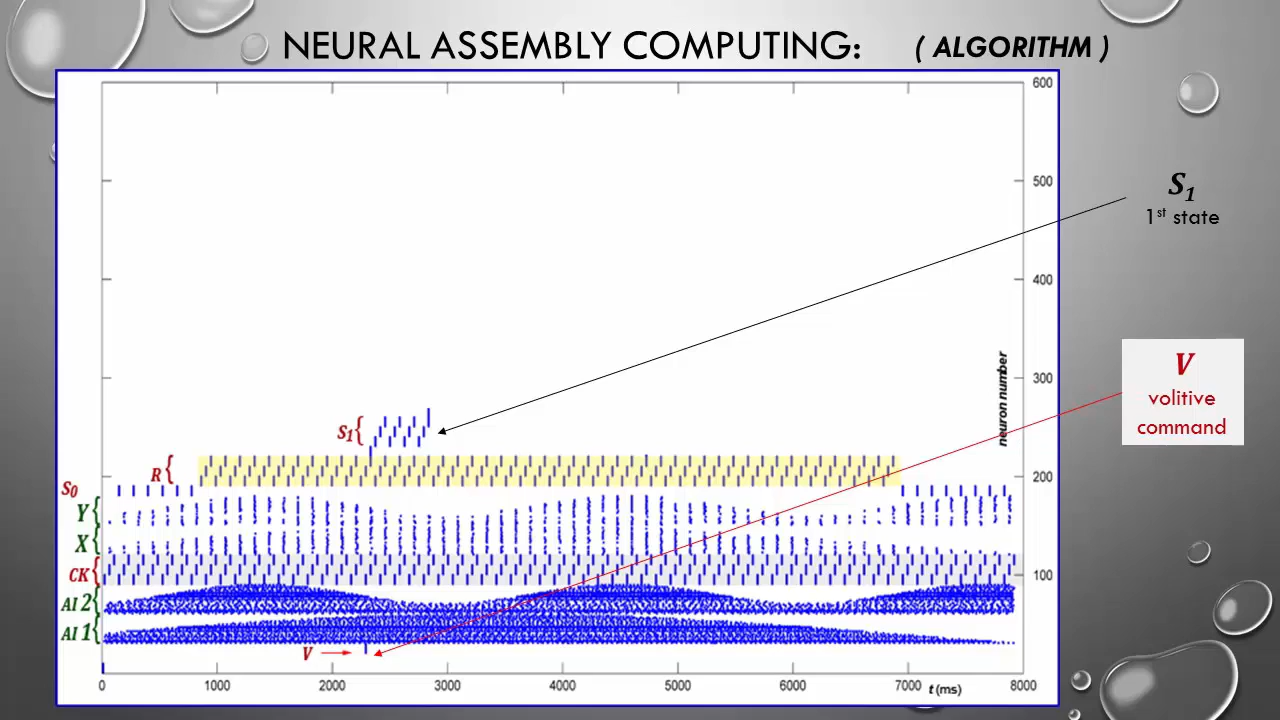 NEURAL ASSEMBLY COMPUTING: ( ALGORITHM )
600
500
S1
1st state
400
neuron number
300
V
volitive
command
S1{
R{
S0
200
Y{
X{
CK{
100
AI 2{
AI 1{
V
0 1000 2000 3000 4000 5000 6000 7000 t (ms) 8000